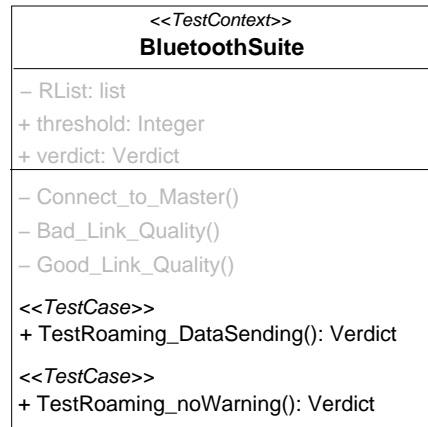 <<TestContext>>
BluetoothSuite
– RList: list
+ threshold: Integer
+ verdict: Verdict
– Connect_to_Master()
– Bad_Link_Quality()
– Good_Link_Quality()
<<TestCase>>
+ TestRoaming_DataSending(): Verdict
<<TestCase>>
+ TestRoaming_noWarning(): Verdict